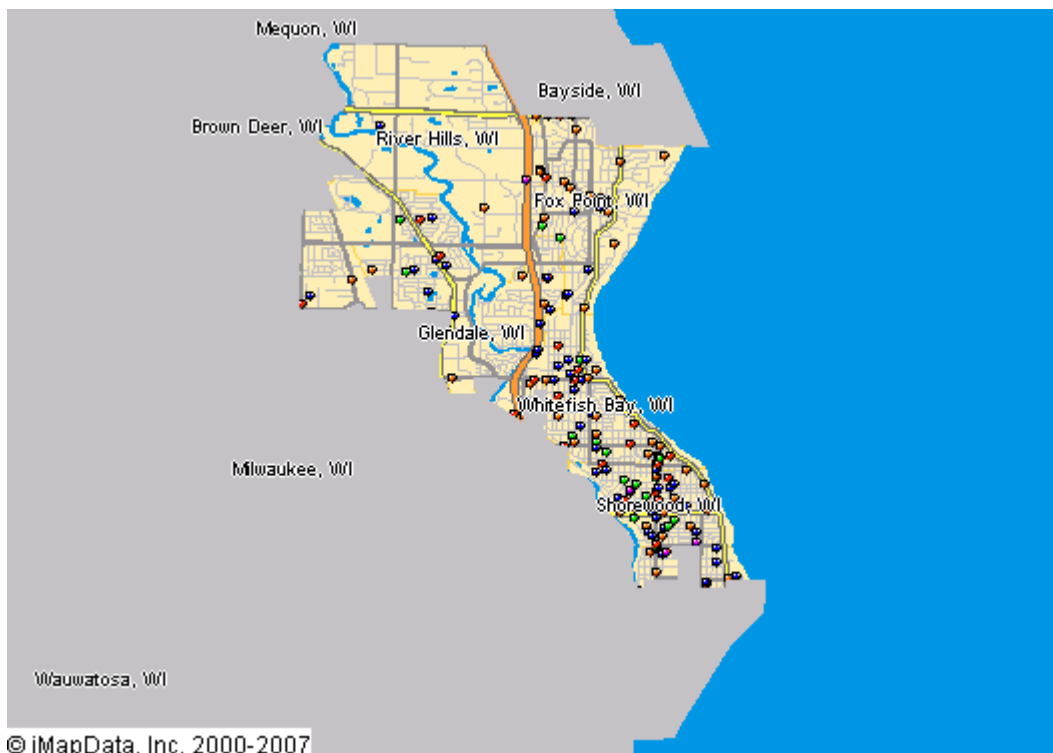 Mequon, WI
Bayside, WI
Brown Deer, WI
River Hills, WI
Fox Point, WI
Glendale, WI
Whitefish Bay, WI
Milwaukee, WI
Shorewood, WI
Wauwatosa, WI
© iMapData, Inc. 2000-2007